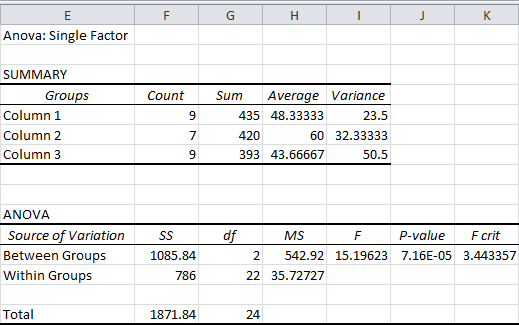 E F G H I J K
Anova: Single Factor
SUMMARY
Groups Count Sum Average Variance
Column 1 9 435 48.33333 23.5
Column 2 7 420 60 32.33333
Column 3 9 393 43.66667 50.5
ANOVA
Source of Variation SS df MS F P-value F crit
Between Groups 1085.84 2 542.92 15.19623 7.16E-05 3.443357
Within Groups 786 22 35.72727
Total 1871.84 24